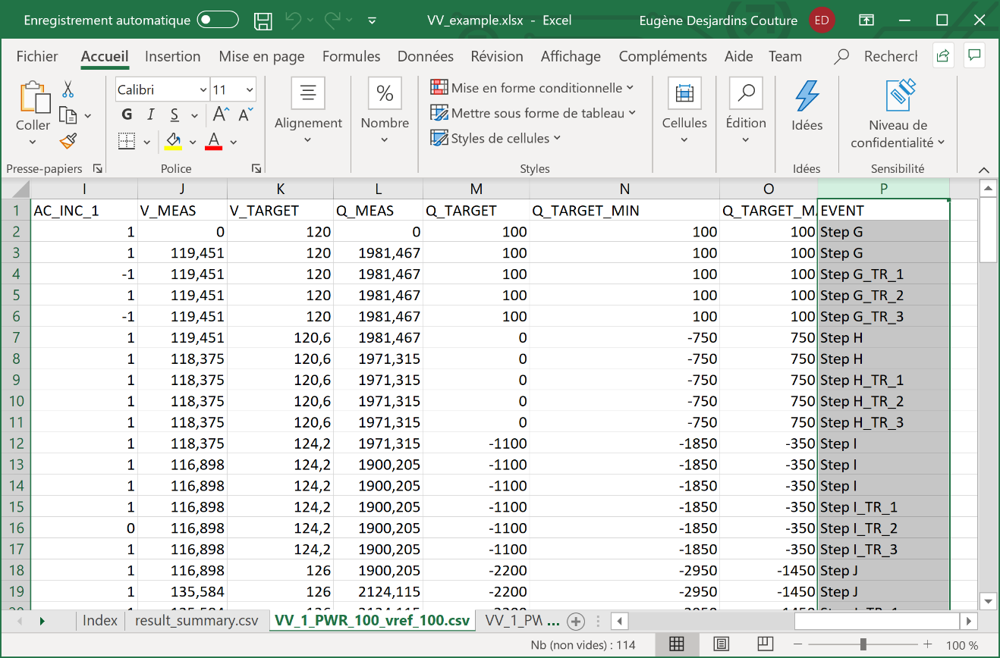 Enregistrement automatique VV_example.xlsx - Excel Eugène Desjardins Couture ED
Fichier Accueil Insertion Mise en page Formules Données Révision Affichage Compléments Aide Team Recherch
Coller Calibri 11 G I S A A A Alignement % Nombre
Mise en forme conditionnelle
Mettre sous forme de tableau
Styles de cellules
Cellules Édition Idées Niveau de
confidentialité
Presse-papiers Police Styles Idées Sensibilité
I J K L M N O P
1 AC_INC_1 V_MEAS V_TARGET Q_MEAS Q_TARGET Q_TARGET_MIN Q_TARGET_MA EVENT
2 1 0 120 0 100 100 100 Step G
3 1 119,451 120 1981,467 100 100 100 Step G
4 -1 119,451 120 1981,467 100 100 100 Step G_TR_1
5 1 119,451 120 1981,467 100 100 100 Step G_TR_2
6 -1 119,451 120 1981,467 100 100 100 Step G_TR_3
7 1 119,451 120,6 1981,467 0 -750 750 Step H
8 1 118,375 120,6 1971,315 0 -750 750 Step H
9 1 118,375 120,6 1971,315 0 -750 750 Step H_TR_1
10 1 118,375 120,6 1971,315 0 -750 750 Step H_TR_2
11 1 118,375 120,6 1971,315 0 -750 750 Step H_TR_3
12 1 118,375 124,2 1971,315 -1100 -1850 -350 Step I
13 1 116,898 124,2 1900,205 -1100 -1850 -350 Step I
14 1 116,898 124,2 1900,205 -1100 -1850 -350 Step I
15 1 116,898 124,2 1900,205 -1100 -1850 -350 Step I_TR_1
16 0 116,898 124,2 1900,205 -1100 -1850 -350 Step I_TR_2
17 1 116,898 124,2 1900,205 -1100 -1850 -350 Step I_TR_3
18 1 116,898 126 1900,205 -2200 -2950 -1450 Step J
19 1 135,584 126 2124,115 -2200 -2950 -1450 Step J
Index result_summary.csv VV_1_PWR_100_vref_100.csv VV_1_PW ...
Nb (non vides) : 114 100 %